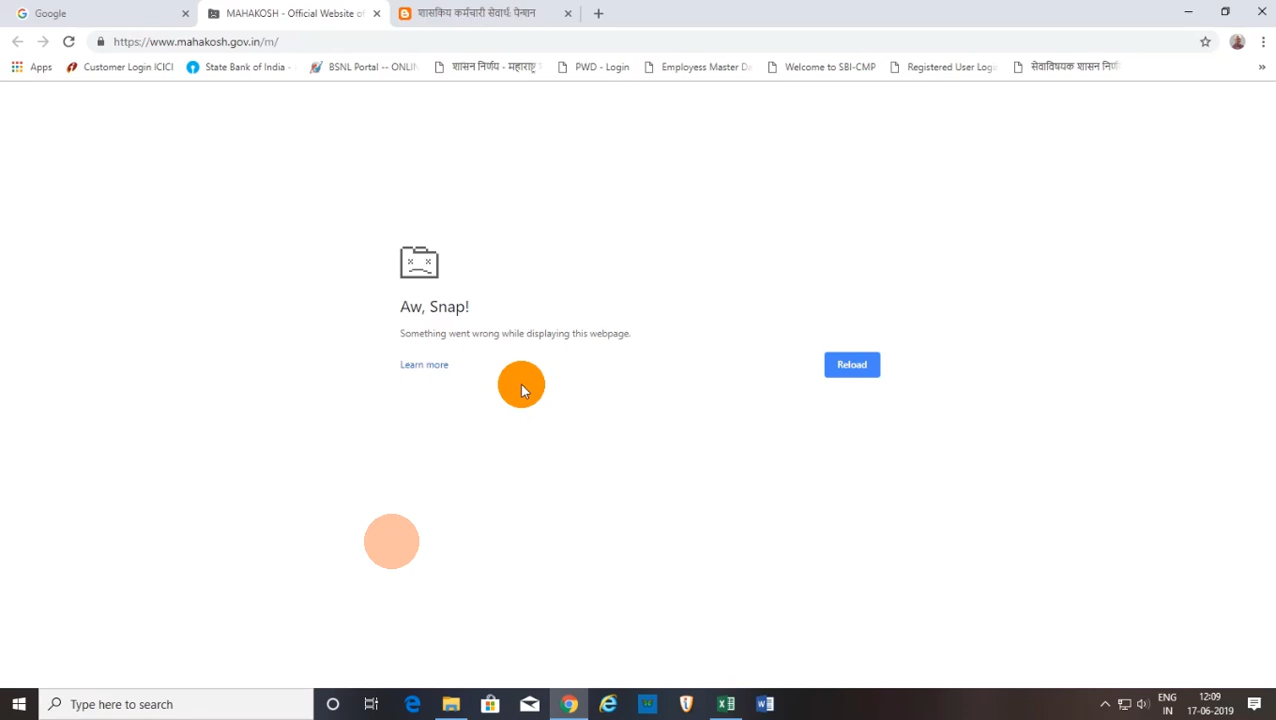 Google
MAHAKOSH - Official Website of
शासकिय कर्मचारी सेवार्थ पेन्शन
https://www.mahakosh.gov.in/m/
Apps
Customer Login ICICI
State Bank of India -
BSNL Portal -- ONLI
शासन निर्णय - महाराष्ट्र
PWD - Login
Employess Master D
Welcome to SBI-CMP
Registered User Log
सेवाविषयक शासन निर्ण
»
Aw, Snap!
Something went wrong while displaying this webpage.
Learn more
Reload
Type here to search
ENG
IN
12:09
17-06-2019